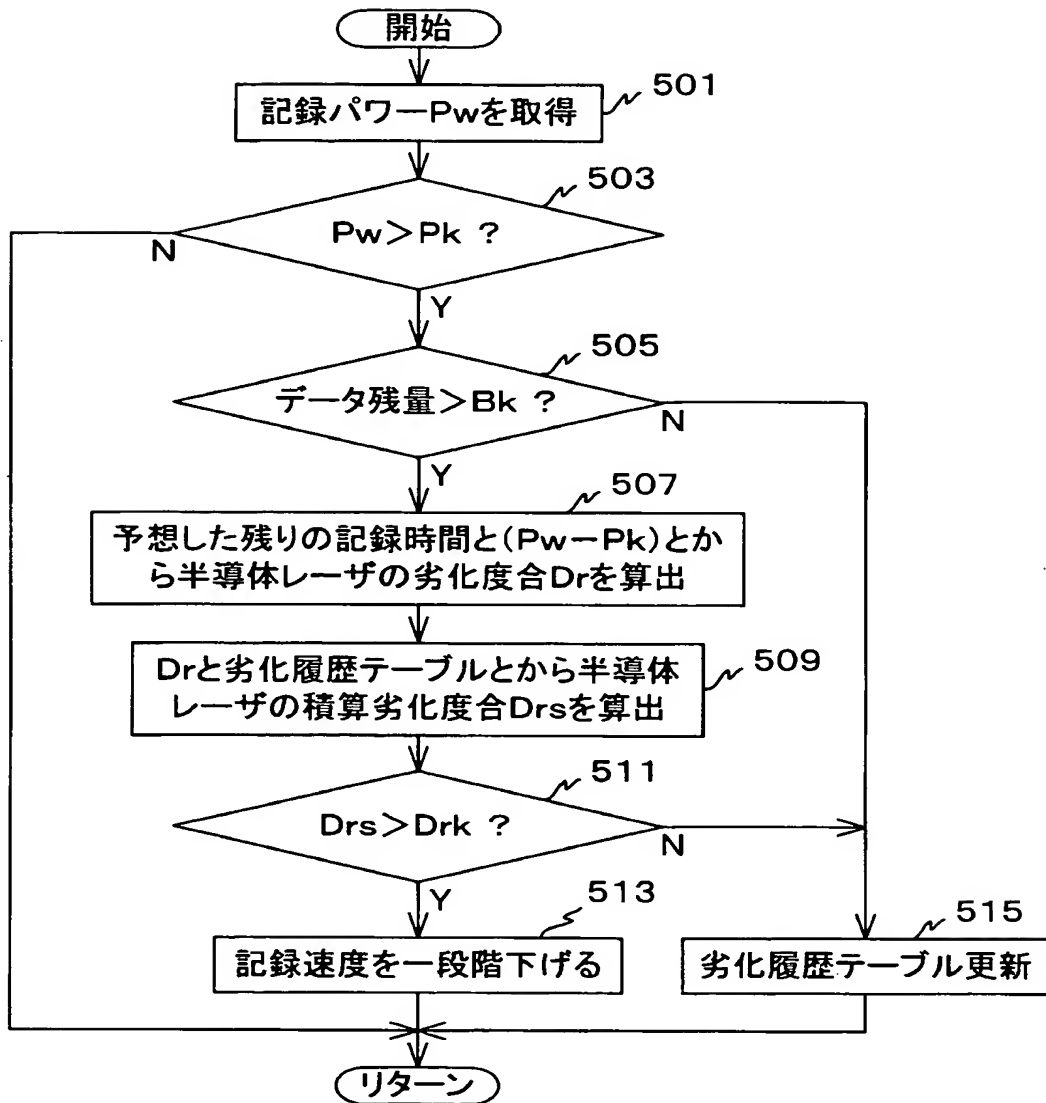 開始
501
記録パワーPwを取得
503
Pw>Pk ?
N
Y
505
データ残量>Bk ?
N
Y
507
予想した残りの記録時間と(Pw-Pk)とか
ら半導体レーザの劣化度合Drを算出
509
Drと劣化履歴テーブルとから半導体
レーザの積算劣化度合Drsを算出
511
Drs>Drk ?
N
Y
513
記録速度を一段階下げる
515
劣化履歴テーブル更新
リターン